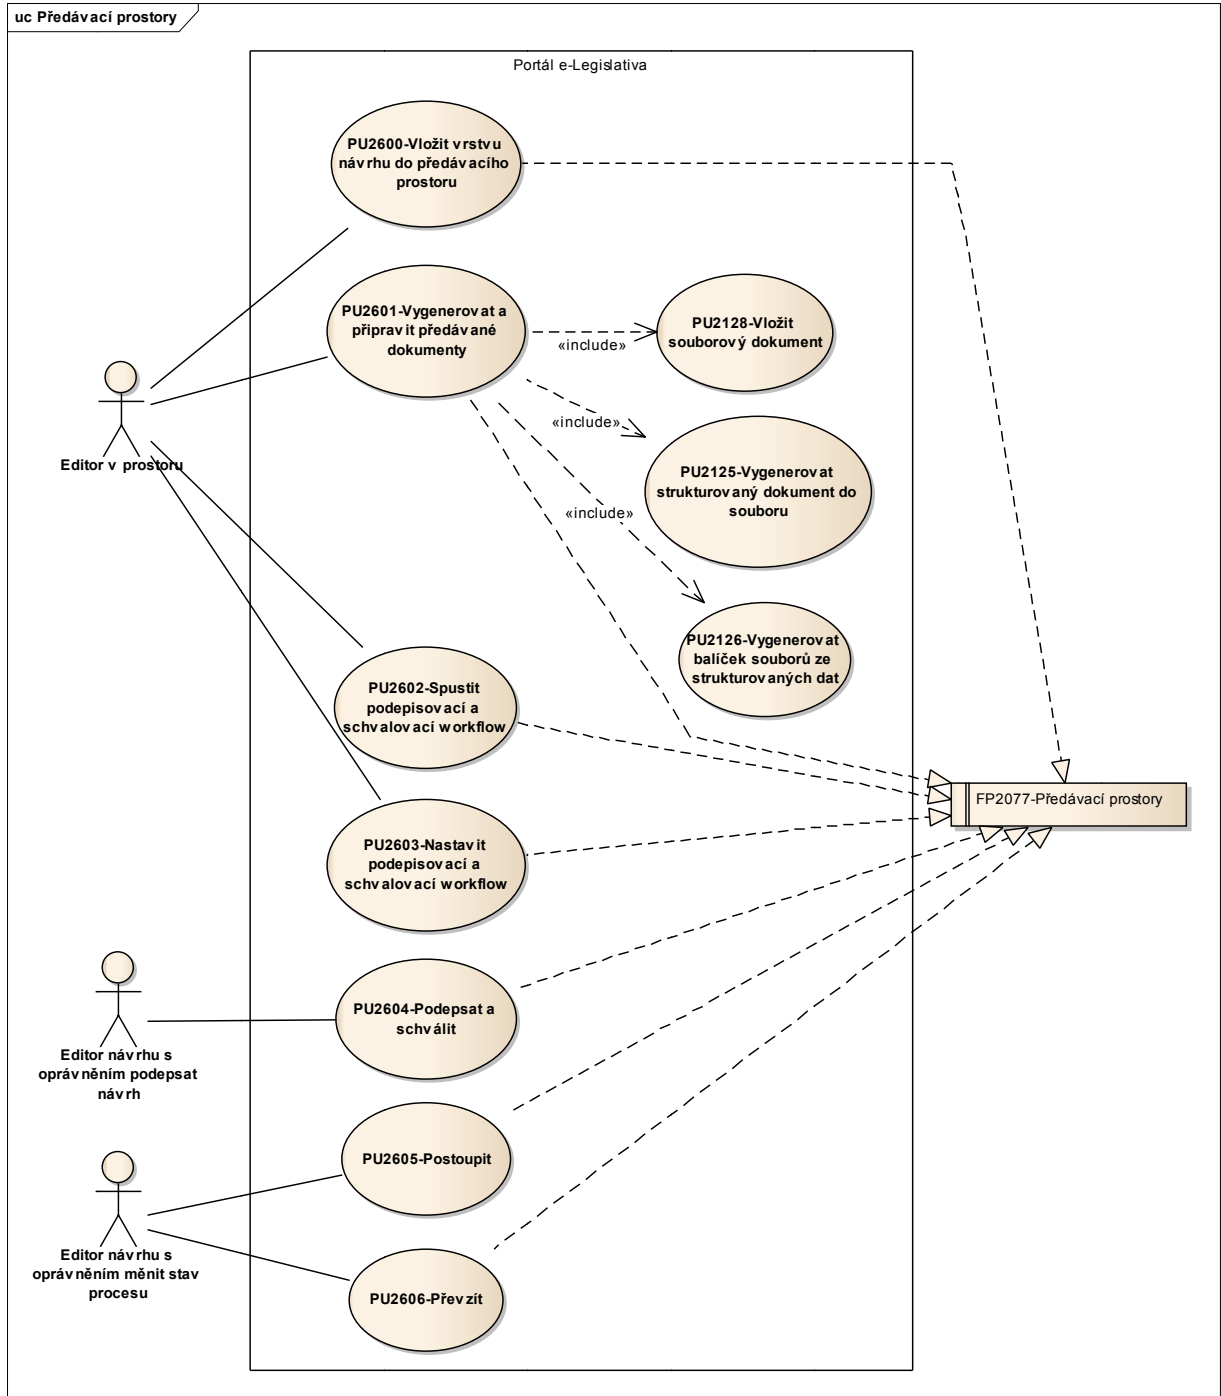 uc Předávací prostory
Portál e-Legislativa
PU2600-Vložit vrstvu
návrhu do předávacího
prostoru
PU2601-Vygenerovat a
připravit předávané
dokumenty
«include»
PU2128-Vložit
souborový dokument
«include»
PU2125-Vygenerovat
strukturovaný dokument do
souboru
«include»
Editor v prostoru
PU2126-Vygenerovat
balíček souborů ze
strukturovaných dat
PU2602-Spustit
podepisovací a
schvalovací workflow
FP2077-Předávací prostory
PU2603-Nastavit
podepisovací a
schvalovací workflow
PU2604-Podepsat a
schválit
Editor návrhu s
oprávněním podepsat
návrh
PU2605-Postoupit
Editor návrhu s
oprávněním měnit stav
procesu
PU2606-Převzít